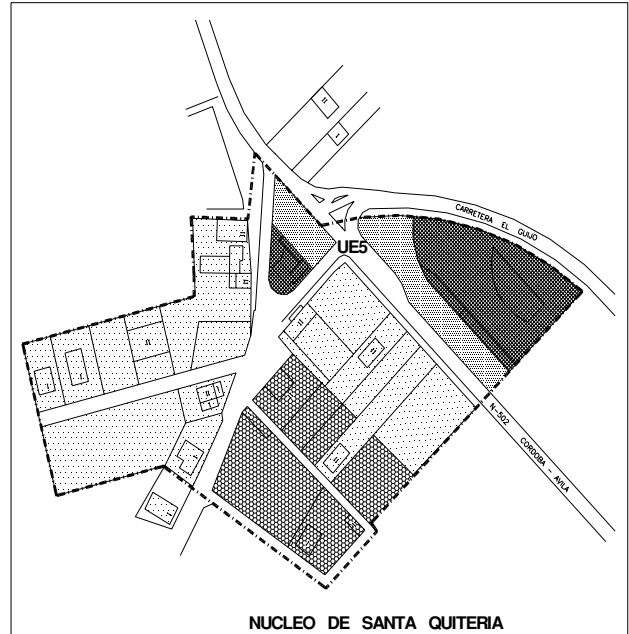 CARRETERA EL GUIJO
UE5
N-502 CORDOBA - AVILA
NUCLEO DE SANTA QUITERIA